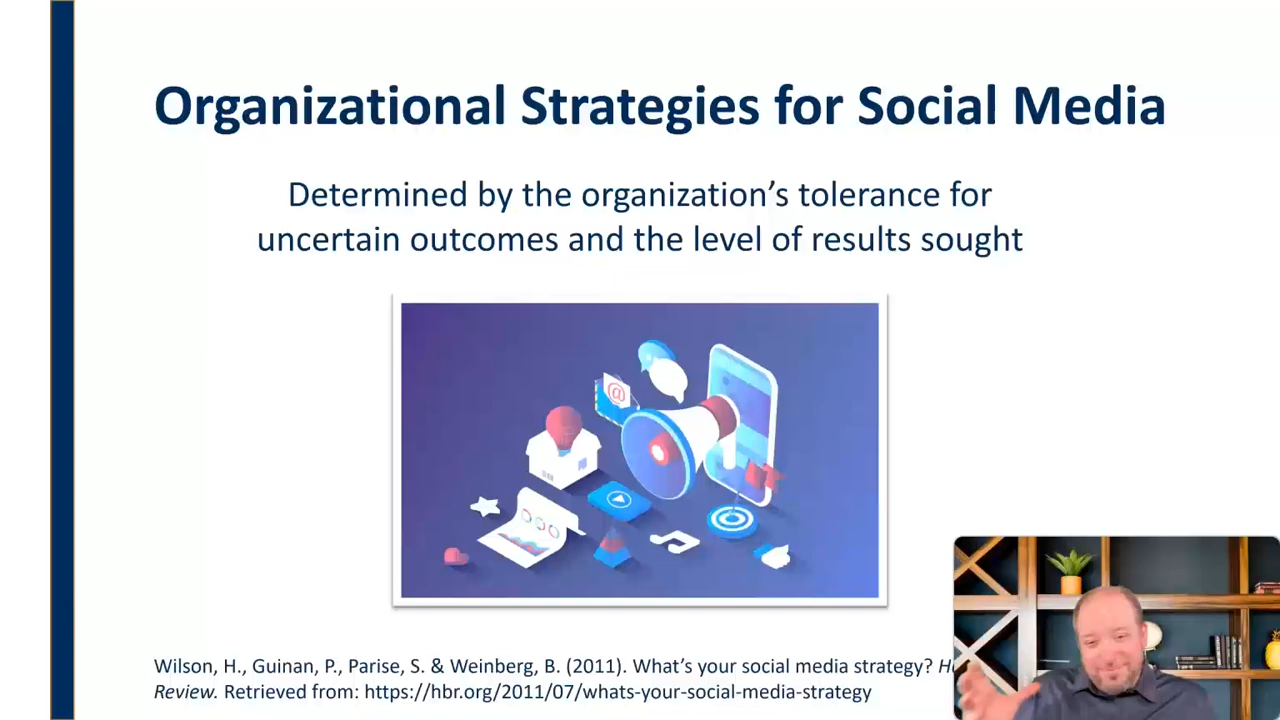 Organizational Strategies for Social Media
Determined by the organization’s tolerance for
uncertain outcomes and the level of results sought
@
Wilson, H., Guinan, P., Parise, S. & Weinberg, B. (2011). What’s your social media strategy?
Review. Retrieved from: https://hbr.org/2011/07/whats-your-social-media-strategy